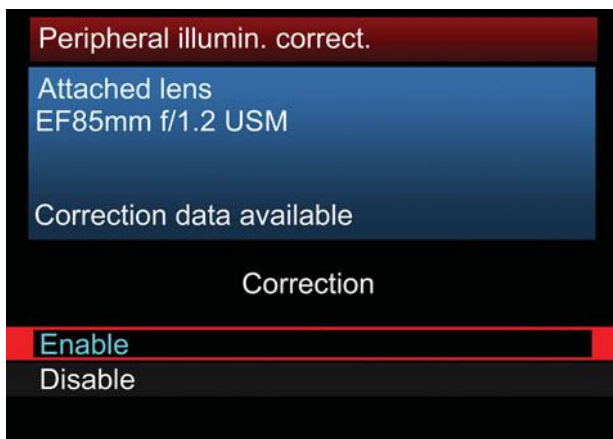 Peripheral illumin. correct.
Attached lens
EF85mm f/1.2 USM
Correction data available
Correction
Enable
Disable